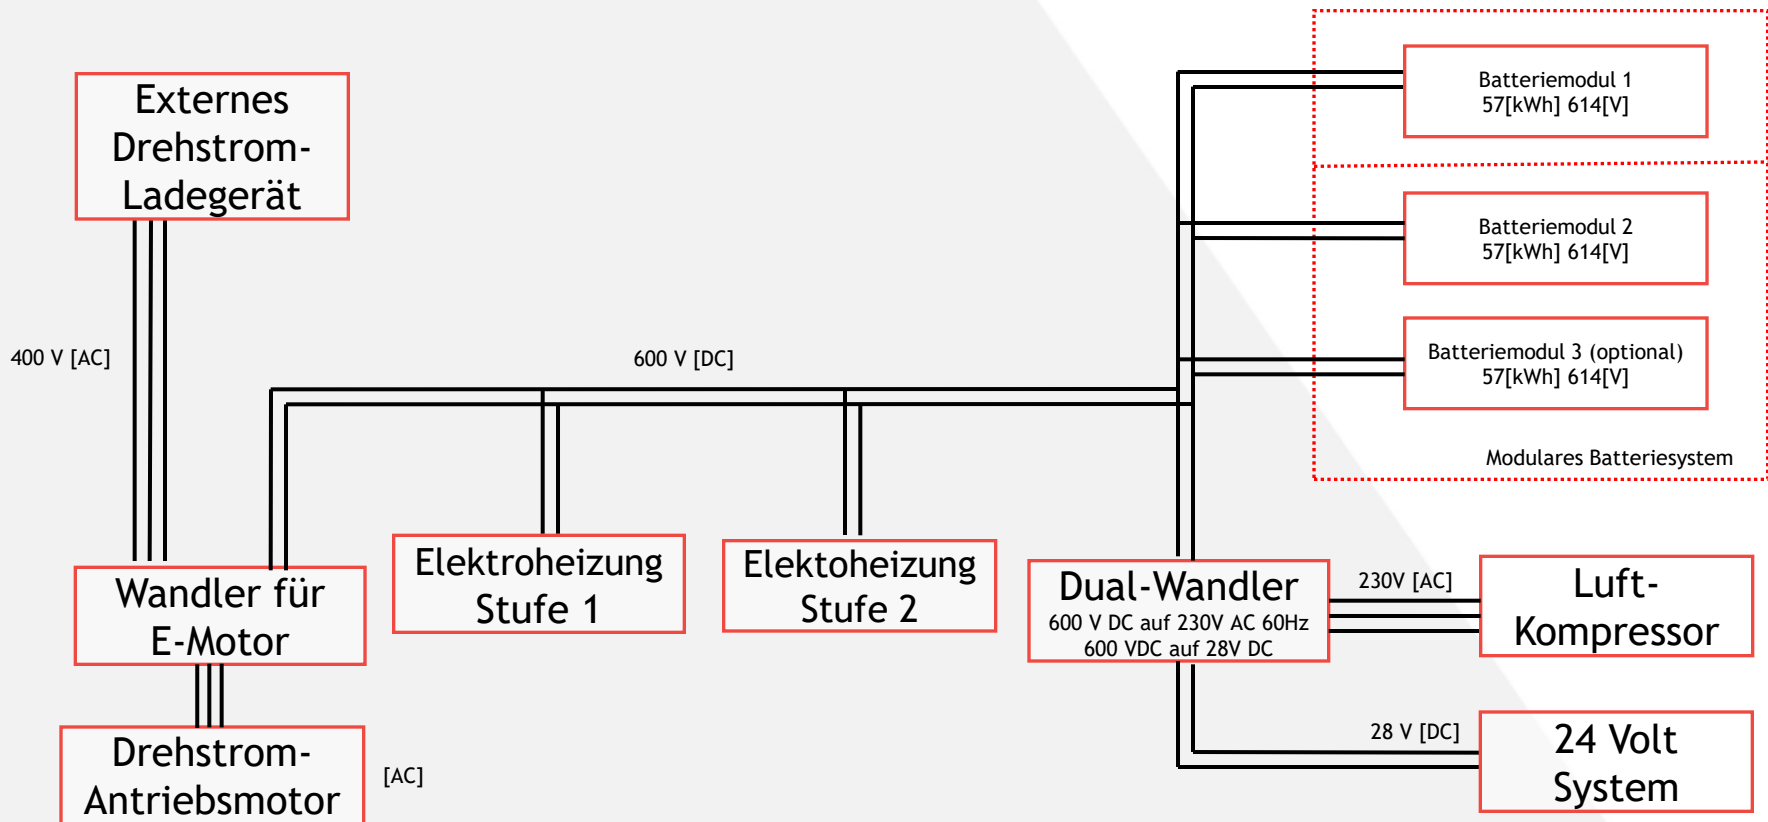 Externes
Drehstrom-
Ladegerät
Batteriemodul 1
57[kWh] 614[V]
Batteriemodul 2
57[kWh] 614[V]
400 V [AC]
600 V [DC]
Batteriemodul 3 (optional)
57[kWh] 614[V]
Modulares Batteriesystem
Wandler für
E-Motor
Elektroheizung
Stufe 1
Elektoheizung
Stufe 2
Dual-Wandler
600 V DC auf 230V AC 60Hz
600 VDC auf 28V DC
230V [AC]
Luft-
Kompressor
Drehstrom-
Antriebsmotor
[AC]
28 V [DC]
24 Volt
System